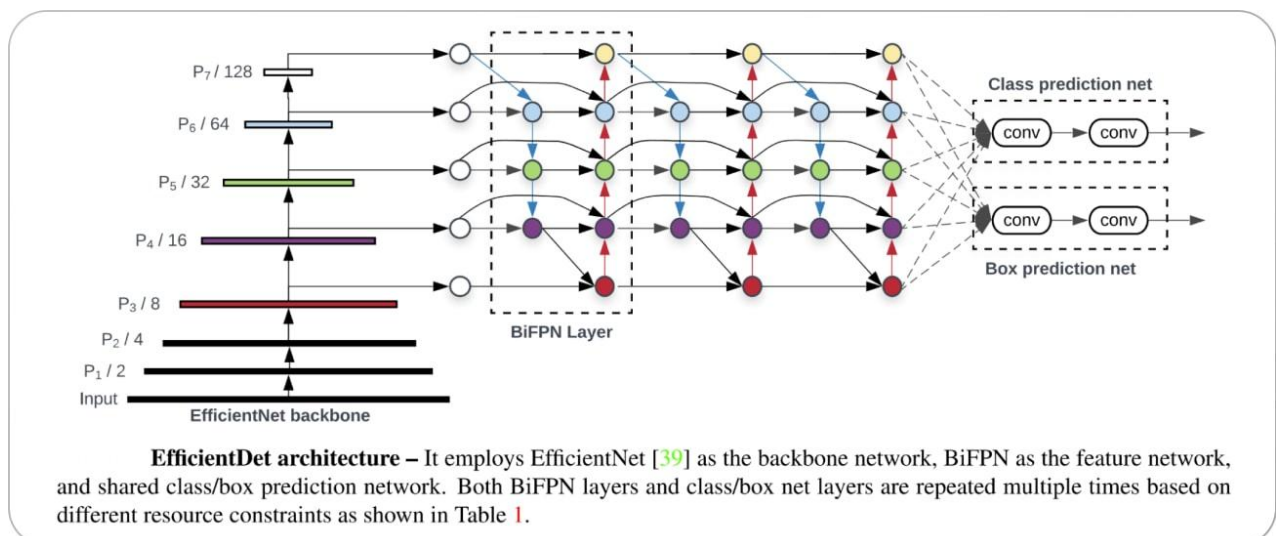 P7 / 128
P6 / 64
P5 / 32
P4 / 16
P3 / 8
P2 / 4
P1 / 2
Input
EfficientNet backbone
BiFPN Layer
Class prediction net
conv
conv
conv
conv
Box prediction net
EfficientDet architecture – It employs EfficientNet [39] as the backbone network, BiFPN as the feature network,
and shared class/box prediction network. Both BiFPN layers and class/box net layers are repeated multiple times based on
different resource constraints as shown in Table 1.